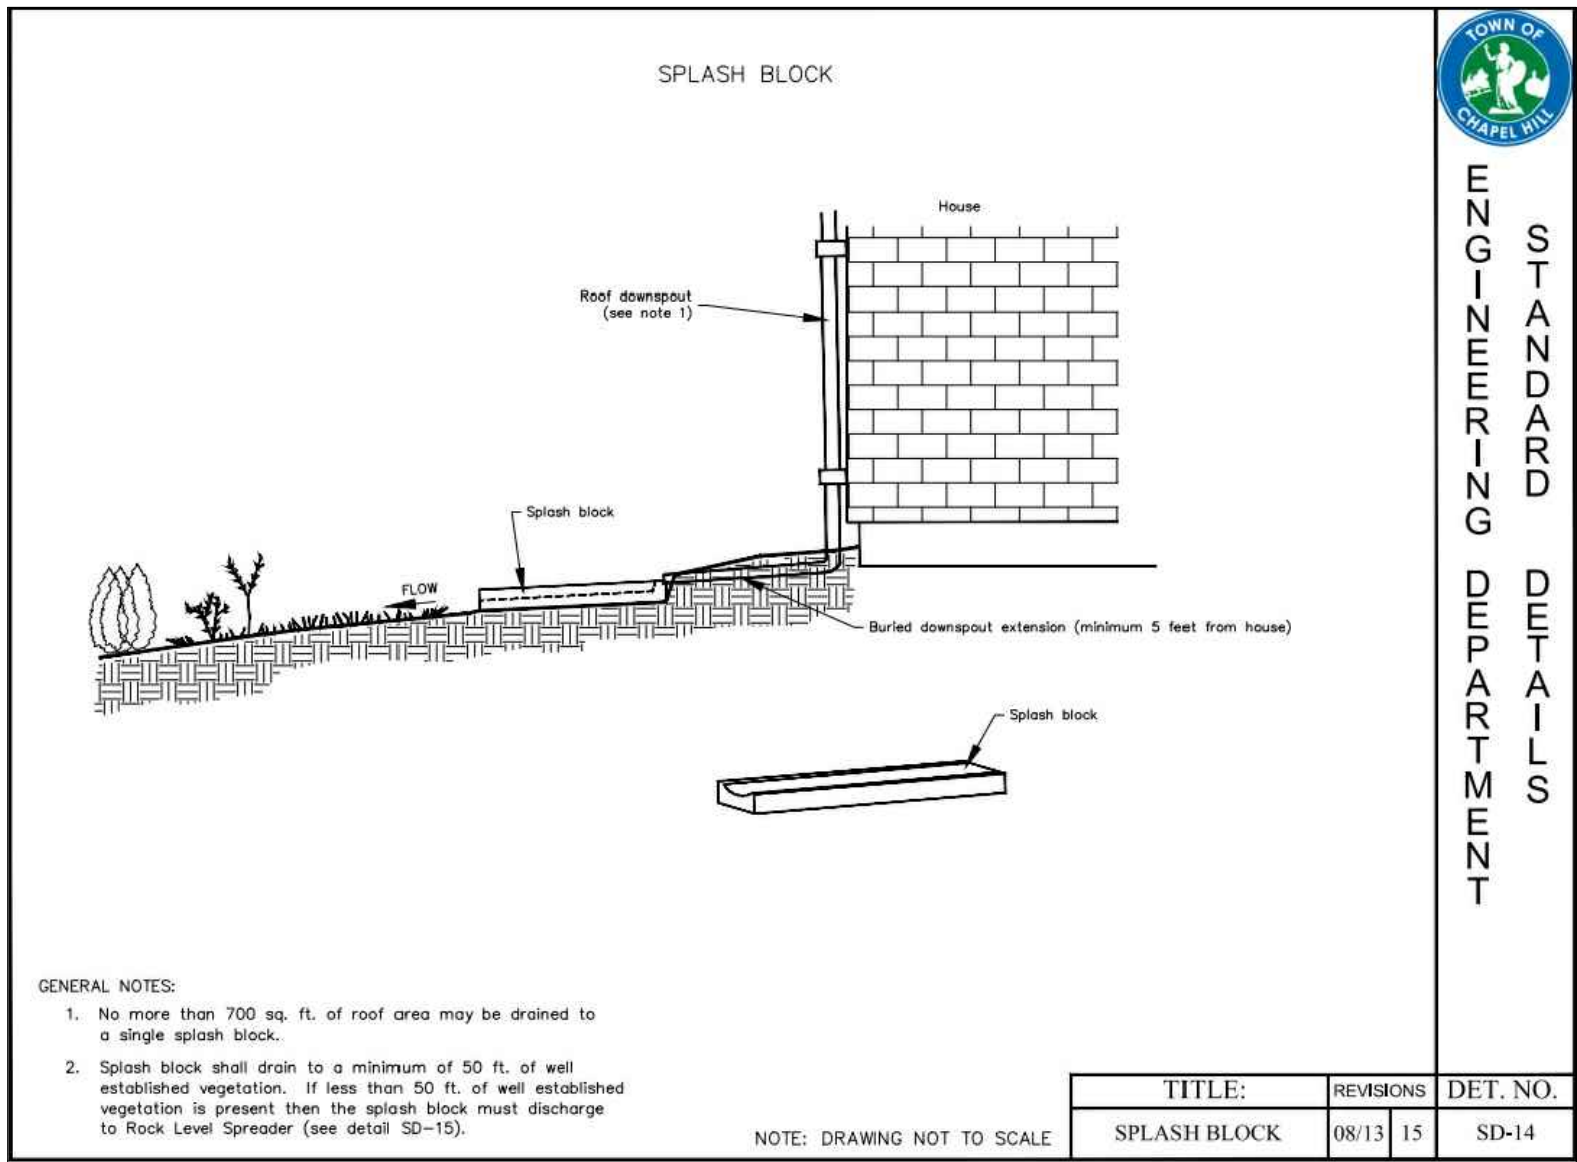 SPLASH BLOCK
House
Roof downspout
(see note 1)
Splash block
FLOW
Buried downspout extension (minimum 5 feet from house)
Splash block
GENERAL NOTES:
1. No more than 700 sq. ft. of roof area may be drained to
a single splash block.
2. Splash block shall drain to a minimum of 50 ft. of well
established vegetation. If less than 50 ft. of well established
vegetation is present then the splash block must discharge
to Rock Level Spreader (see detail SD-15).
NOTE: DRAWING NOT TO SCALE
TOWN OF
CHAPEL HILL
ENGINEERING DEPARTMENT
STANDARD DETAILS
TITLE:
REVISIONS
DET. NO.
SPLASH BLOCK
08/13
15
SD-14